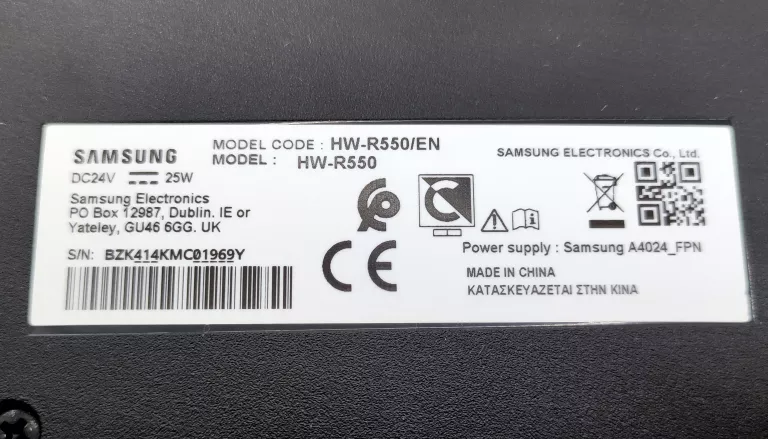 SAMSUNG
DC24V 25W
Samsung Electronics
PO Box 12987, Dublin. IE or
Yateley, GU46 6GG. UK
S/N: BZK414KMC01969Y
MODEL CODE : HW-R550/EN
MODEL : HW-R550
CE
SAMSUNG ELECTRONICS Co., Ltd.
Power supply : Samsung A4024_FPN
MADE IN CHINA
ΚΑΤΑΣΚΕΥΑΖΕΤΑΙ ΣΤΗΝ ΚΙΝΑ